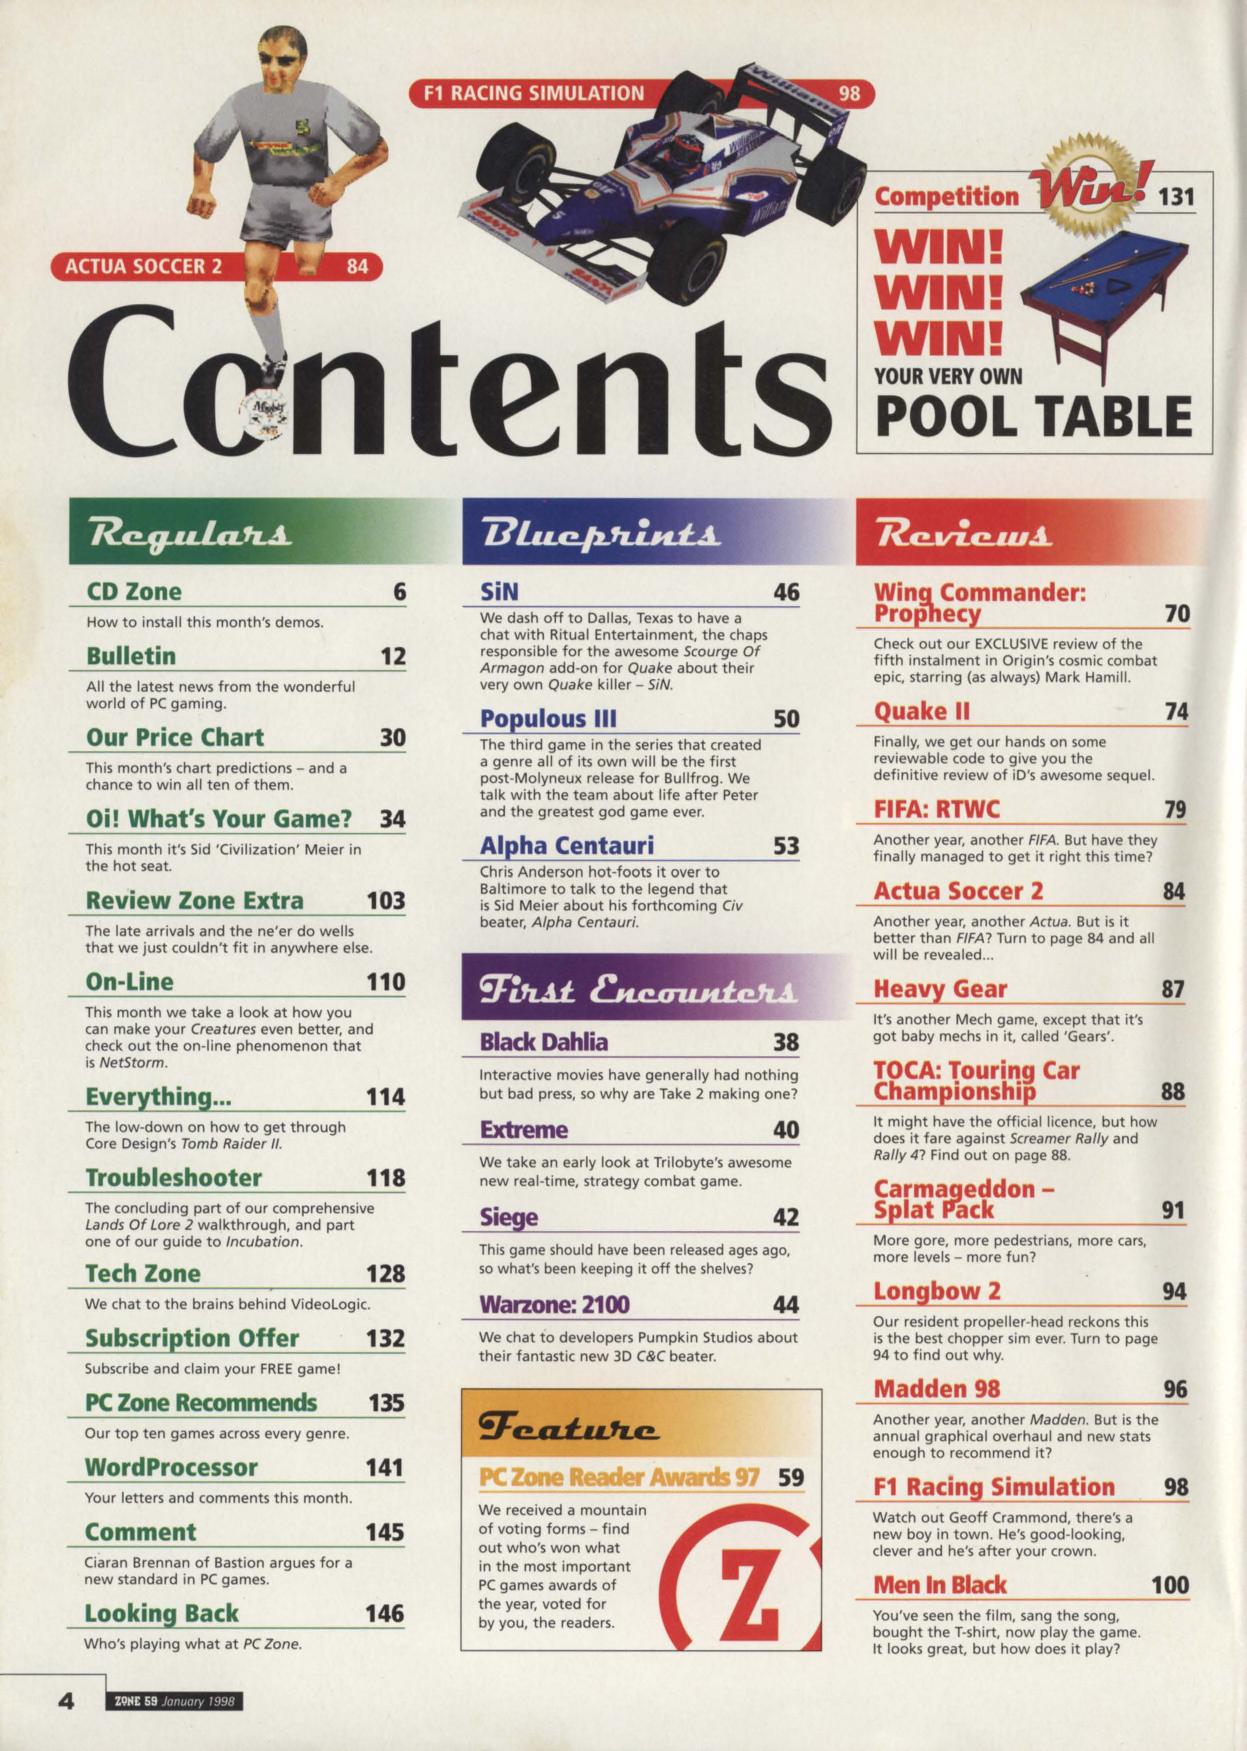 F1 RACING SIMULATION 98
Williams
ACTUA SOCCER 2 84
Competition Win! 131
WIN!
WIN!
WIN!
YOUR VERY OWN
POOL TABLE
Contents
Regulars
CD Zone 6
How to install this month's demos.
Bulletin 12
All the latest news from the wonderful
world of PC gaming.
Our Price Chart 30
This month's chart predictions – and a
chance to win all ten of them.
Oi! What's Your Game? 34
This month it's Sid 'Civilization' Meier in
the hot seat.
Review Zone Extra 103
The late arrivals and the ne'er do wells
that we just couldn't fit in anywhere else.
On-Line 110
This month we take a look at how you
can make your Creatures even better, and
check out the on-line phenomenon that
is NetStorm.
Everything... 114
The low-down on how to get through
Core Design's Tomb Raider II.
Troubleshooter 118
The concluding part of our comprehensive
Lands Of Lore 2 walkthrough, and part
one of our guide to Incubation.
Tech Zone 128
We chat to the brains behind VideoLogic.
Subscription Offer 132
Subscribe and claim your FREE game!
PC Zone Recommends 135
Our top ten games across every genre.
WordProcessor 141
Your letters and comments this month.
Comment 145
Ciaran Brennan of Bastion argues for a
new standard in PC games.
Looking Back 146
Who's playing what at PC Zone.
Blueprints
SiN 46
We dash off to Dallas, Texas to have a
chat with Ritual Entertainment, the chaps
responsible for the awesome Scourge Of
Armagon add-on for Quake about their
very own Quake killer – SiN.
Populous III 50
The third game in the series that created
a genre all of its own will be the first
post-Molyneux release for Bullfrog. We
talk with the team about life after Peter
and the greatest god game ever.
Alpha Centauri 53
Chris Anderson hot-foots it over to
Baltimore to talk to the legend that
is Sid Meier about his forthcoming Civ
beater, Alpha Centauri.
First Encounters
Black Dahlia 38
Interactive movies have generally had nothing
but bad press, so why are Take 2 making one?
Extreme 40
We take an early look at Trilobyte's awesome
new real-time, strategy combat game.
Siege 42
This game should have been released ages ago,
so what's been keeping it off the shelves?
Warzone: 2100 44
We chat to developers Pumpkin Studios about
their fantastic new 3D C&C beater.
Feature
PC Zone Reader Awards 97 59
We received a mountain
of voting forms – find
out who's won what
in the most important
PC games awards of
the year, voted for
by you, the readers.
Z
Reviews
Wing Commander:
Prophecy 70
Check out our EXCLUSIVE review of the
fifth instalment in Origin's cosmic combat
epic, starring (as always) Mark Hamill.
Quake II 74
Finally, we get our hands on some
reviewable code to give you the
definitive review of iD's awesome sequel.
FIFA: RTWC 79
Another year, another FIFA. But have they
finally managed to get it right this time?
Actua Soccer 2 84
Another year, another Actua. But is it
better than FIFA? Turn to page 84 and all
will be revealed...
Heavy Gear 87
It's another Mech game, except that it's
got baby mechs in it, called 'Gears'.
TOCA: Touring Car
Championship 88
It might have the official licence, but how
does it fare against Screamer Rally and
Rally 4? Find out on page 88.
Carmageddon –
Splat Pack 91
More gore, more pedestrians, more cars,
more levels – more fun?
Longbow 2 94
Our resident propeller-head reckons this
is the best chopper sim ever. Turn to page
94 to find out why.
Madden 98 96
Another year, another Madden. But is the
annual graphical overhaul and new stats
enough to recommend it?
F1 Racing Simulation 98
Watch out Geoff Crammond, there's a
new boy in town. He's good-looking,
clever and he's after your crown.
Men In Black 100
You've seen the film, sang the song,
bought the T-shirt, now play the game.
It looks great, but how does it play?
4 ZONE 59 January 1998